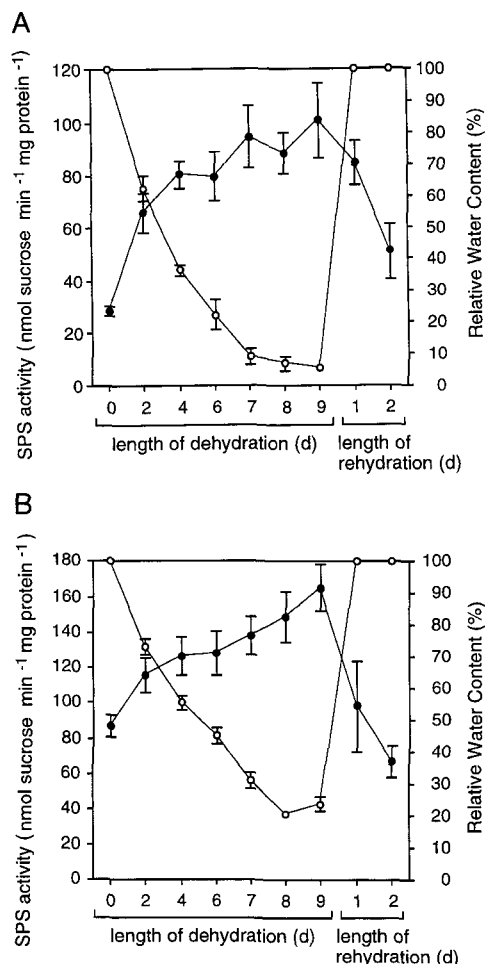 A
SPS activity (nmol sucrose min⁻¹ mg protein⁻¹)
120
100
80
60
40
20
0
100
90
80
70
60
50
40
30
20
10
0
Relative Water Content (%)
0 2 4 6 7 8 9 1 2
length of dehydration (d)
length of
rehydration (d)
B
SPS activity (nmol sucrose min⁻¹ mg protein⁻¹)
180
160
140
120
100
80
60
40
20
0
100
90
80
70
60
50
40
30
20
10
0
Relative Water Content (%)
0 2 4 6 7 8 9 1 2
length of dehydration (d)
length of
rehydration (d)